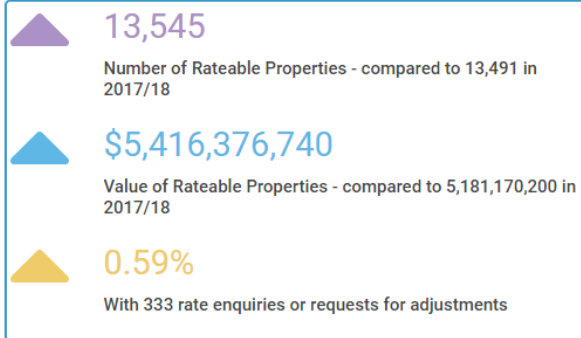 13,545
Number of Rateable Properties - compared to 13,491 in
2017/18
$5,416,376,740
Value of Rateable Properties - compared to 5,181,170,200 in
2017/18
0.59%
With 333 rate enquiries or requests for adjustments